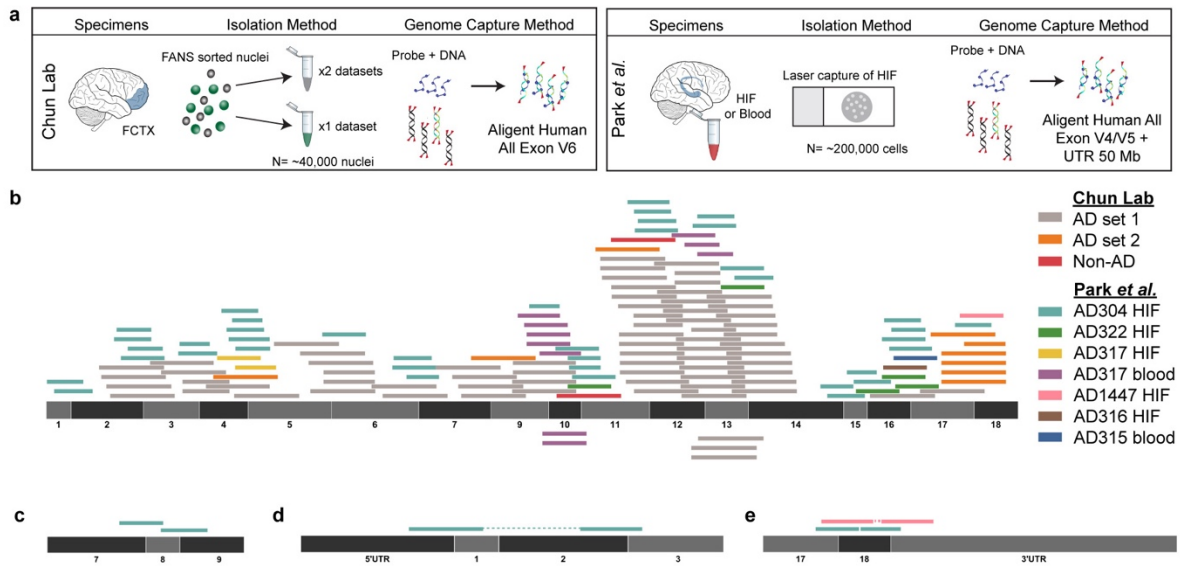 a
Specimens Isolation Method Genome Capture Method
Chun Lab
FCTX
FANS sorted nuclei
x2 datasets
x1 dataset
N= ~40,000 nuclei
Probe + DNA
Aligent Human
All Exon V6
Specimens Isolation Method Genome Capture Method
Park et al.
HIF
or Blood
Laser capture of HIF
N= ~200,000 cells
Probe + DNA
Aligent Human All
Exon V4/V5 +
UTR 50 Mb
b
1 2 3 4 5 6 7 9 10 11 12 13 14 15 16 17 18
Chun Lab
AD set 1
AD set 2
Non-AD
Park et al.
AD304 HIF
AD322 HIF
AD317 HIF
AD317 blood
AD1447 HIF
AD316 HIF
AD315 blood
c
7 8 9
d
5'UTR 1 2 3
e
17 18 3'UTR